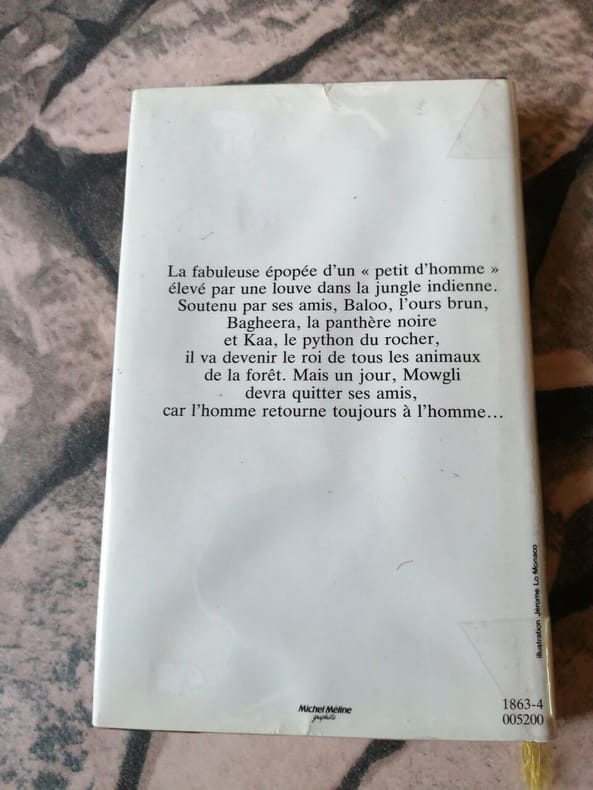 La fabuleuse épopée d'un « petit d'homme »
élevé par une louve dans la jungle indienne.
Soutenu par ses amis, Baloo, l'ours brun,
Bagheera, la panthère noire
et Kaa, le python du rocher,
il va devenir le roi de tous les animaux
de la forêt. Mais un jour, Mowgli
devra quitter ses amis,
car l'homme retourne toujours à l'homme…
illustration Jérome Lo Monaco
1863-4
005200
Michel Méline
graphiste